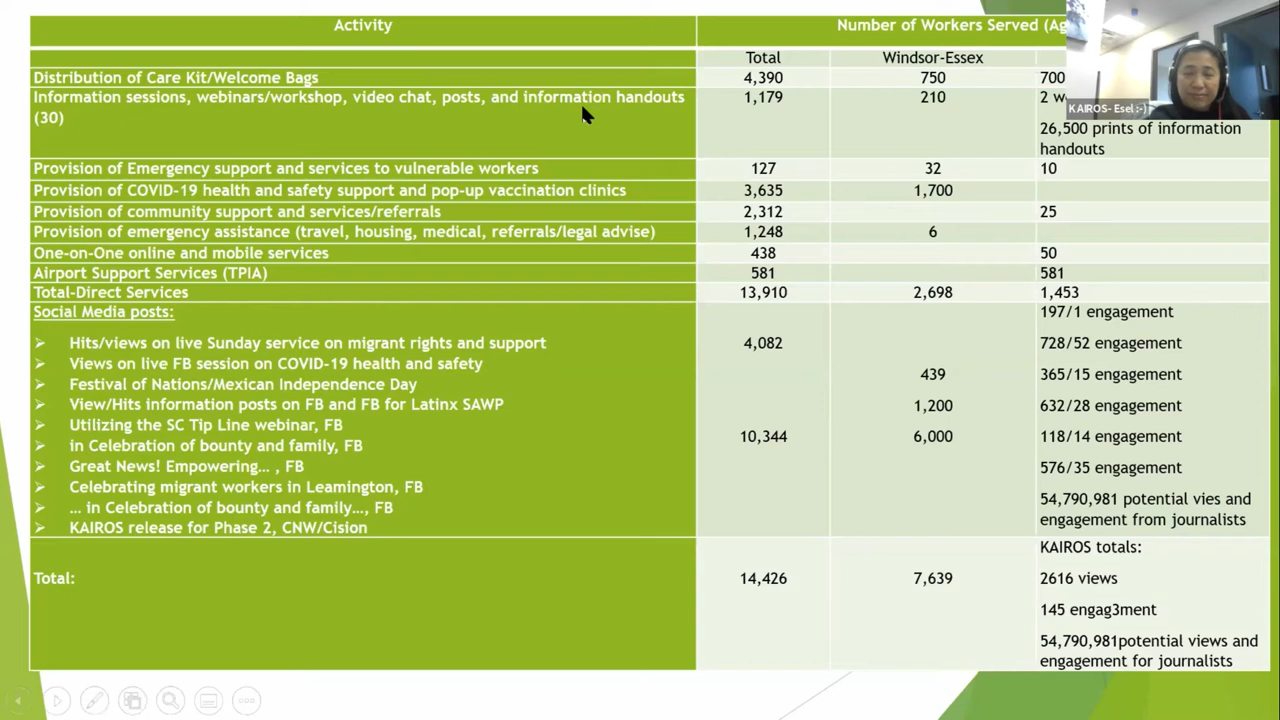 Activity Number of Workers Served (Ag
Total Windsor-Essex
Distribution of Care Kit/Welcome Bags 4,390 750 700
Information sessions, webinars/workshop, video chat, posts, and information handouts 1,179 210 2
(30)
26,500 prints of information
handouts
Provision of Emergency support and services to vulnerable workers 127 32 10
Provision of COVID-19 health and safety support and pop-up vaccination clinics 3,635 1,700
Provision of community support and services/referrals 2,312 25
Provision of emergency assistance (travel, housing, medical, referrals/legal advise) 1,248 6
One-on-One online and mobile services 438 50
Airport Support Services (TPIA) 581 581
Total-Direct Services 13,910 2,698 1,453
Social Media posts: 197/1 engagement
Hits/views on live Sunday service on migrant rights and support 4,082 728/52 engagement
Views on live FB session on COVID-19 health and safety
439 365/15 engagement
Festival of Nations/Mexican Independence Day
View/Hits information posts on FB and FB for Latinx SAWP 1,200 632/28 engagement
Utilizing the SC Tip Line webinar, FB
10,344 6,000 118/14 engagement
in Celebration of bounty and family, FB
Great News! Empowering… , FB 576/35 engagement
Celebrating migrant workers in Leamington, FB
54,790,981 potential vies and
… in Celebration of bounty and family…, FB
engagement from journalists
KAIROS release for Phase 2, CNW/Cision
KAIROS totals:
Total: 14,426 7,639 2616 views
145 engag3ment
54,790,981potential views and
engagement for journalists
KAIROS- Esel :-)